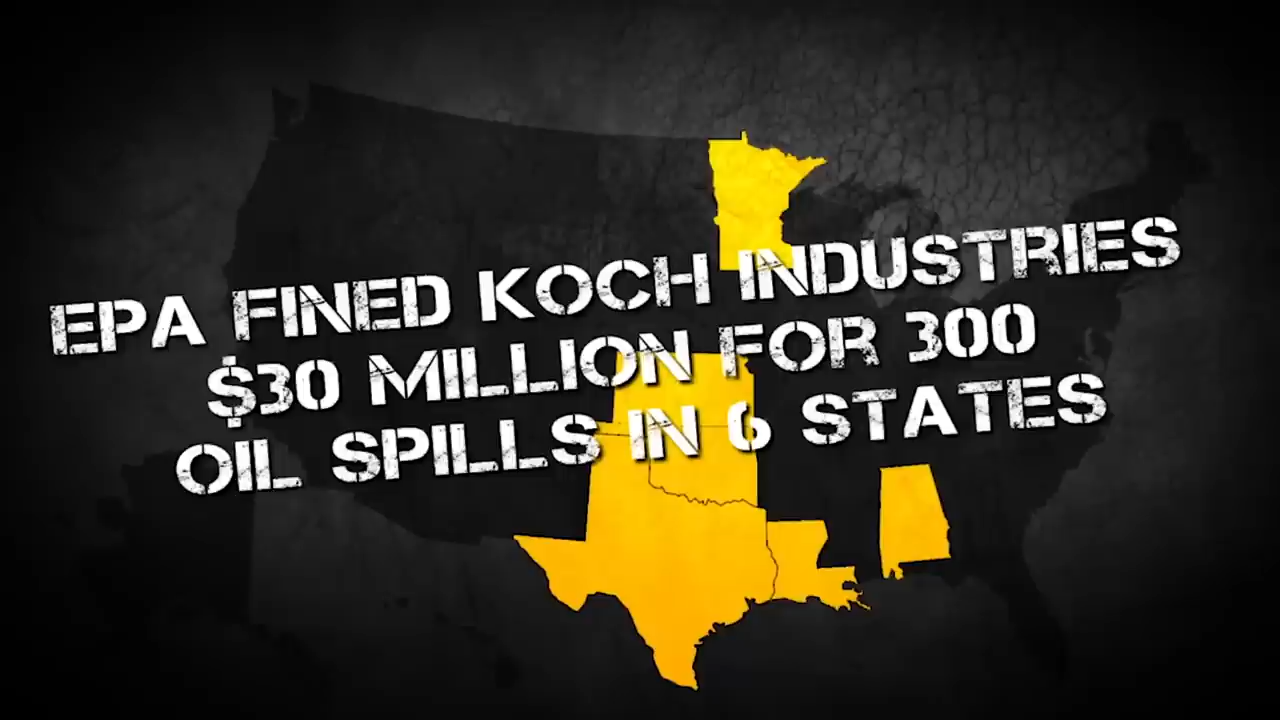 EPA FINED KOCH INDUSTRIES
$30 MILLION FOR 300
OIL SPILLS IN 6 STATES